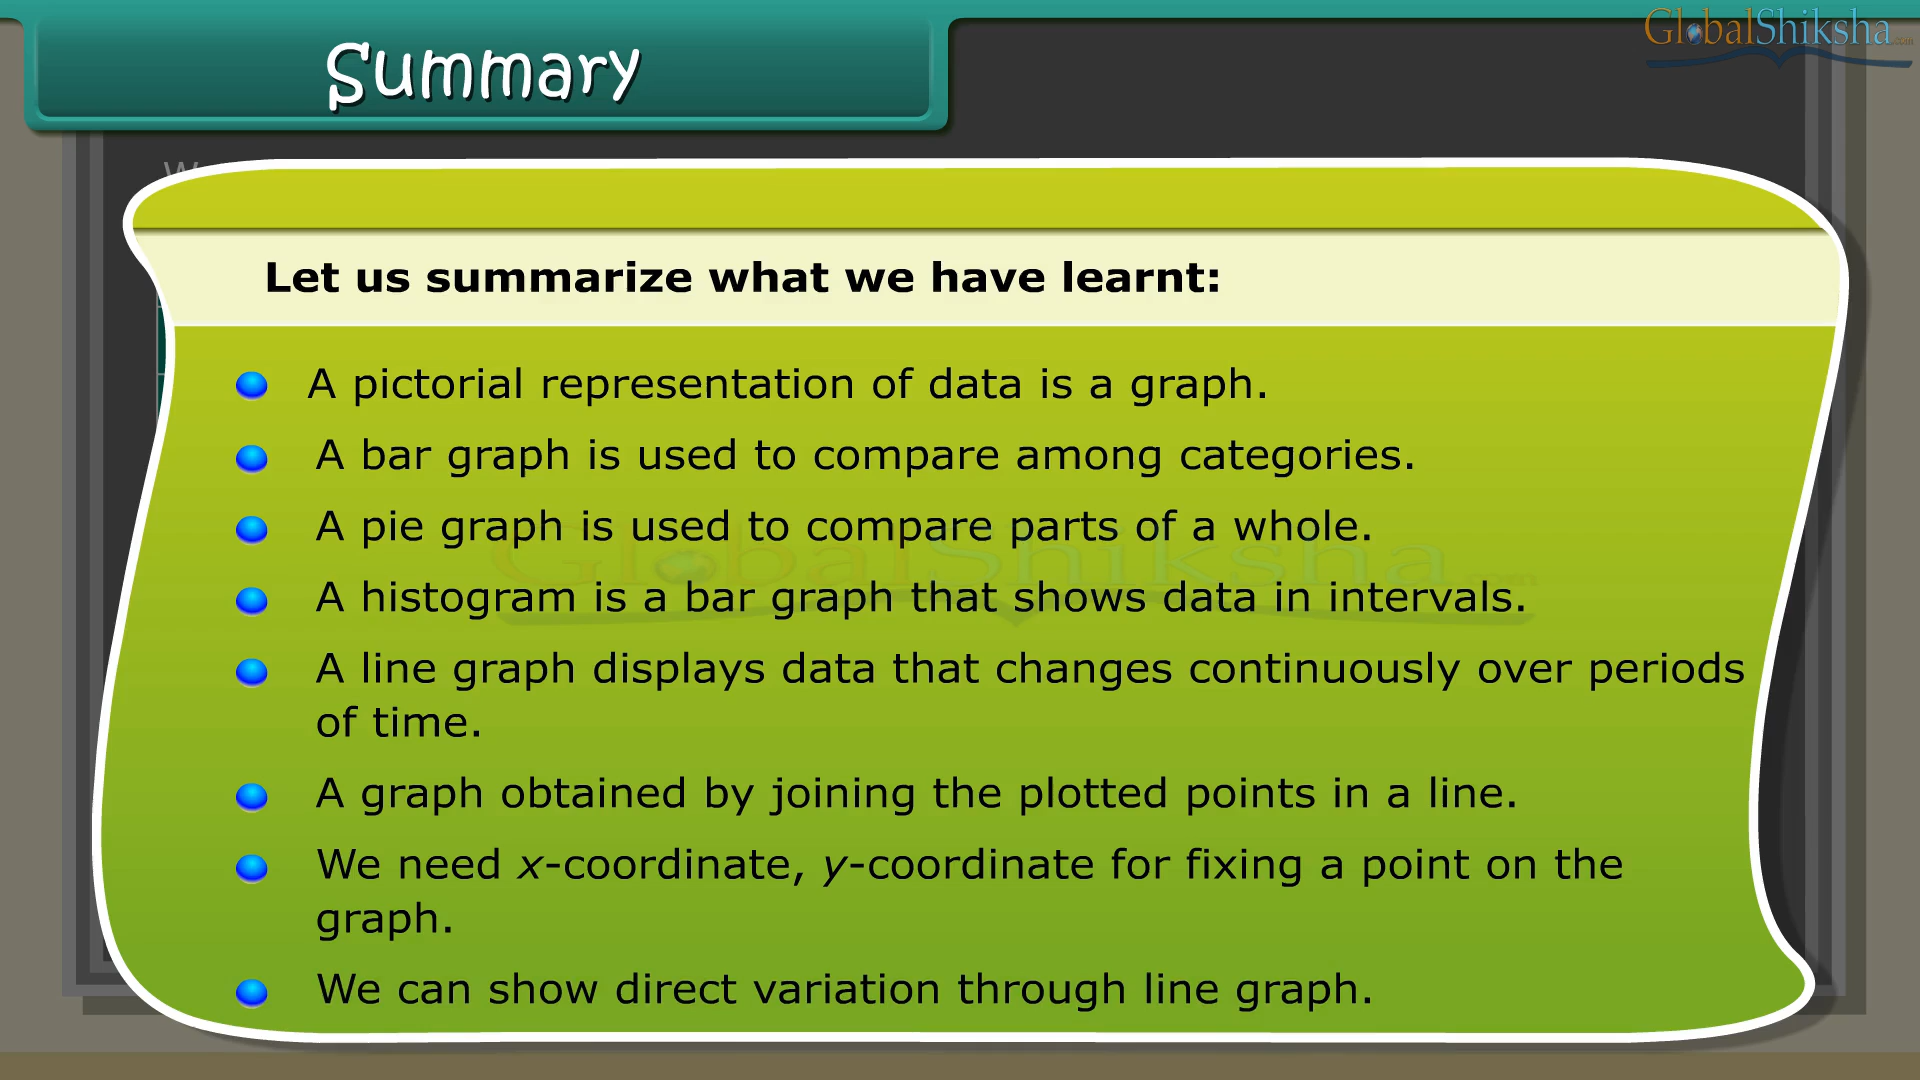 Summary
GlobalShiksha.com
W
Let us summarize what we have learnt:
A pictorial representation of data is a graph.
A bar graph is used to compare among categories.
A pie graph is used to compare parts of a whole.
GlobalShiksha.com
A histogram is a bar graph that shows data in intervals.
A line graph displays data that changes continuously over periods
of time.
A graph obtained by joining the plotted points in a line.
We need x-coordinate, y-coordinate for fixing a point on the
graph.
We can show direct variation through line graph.